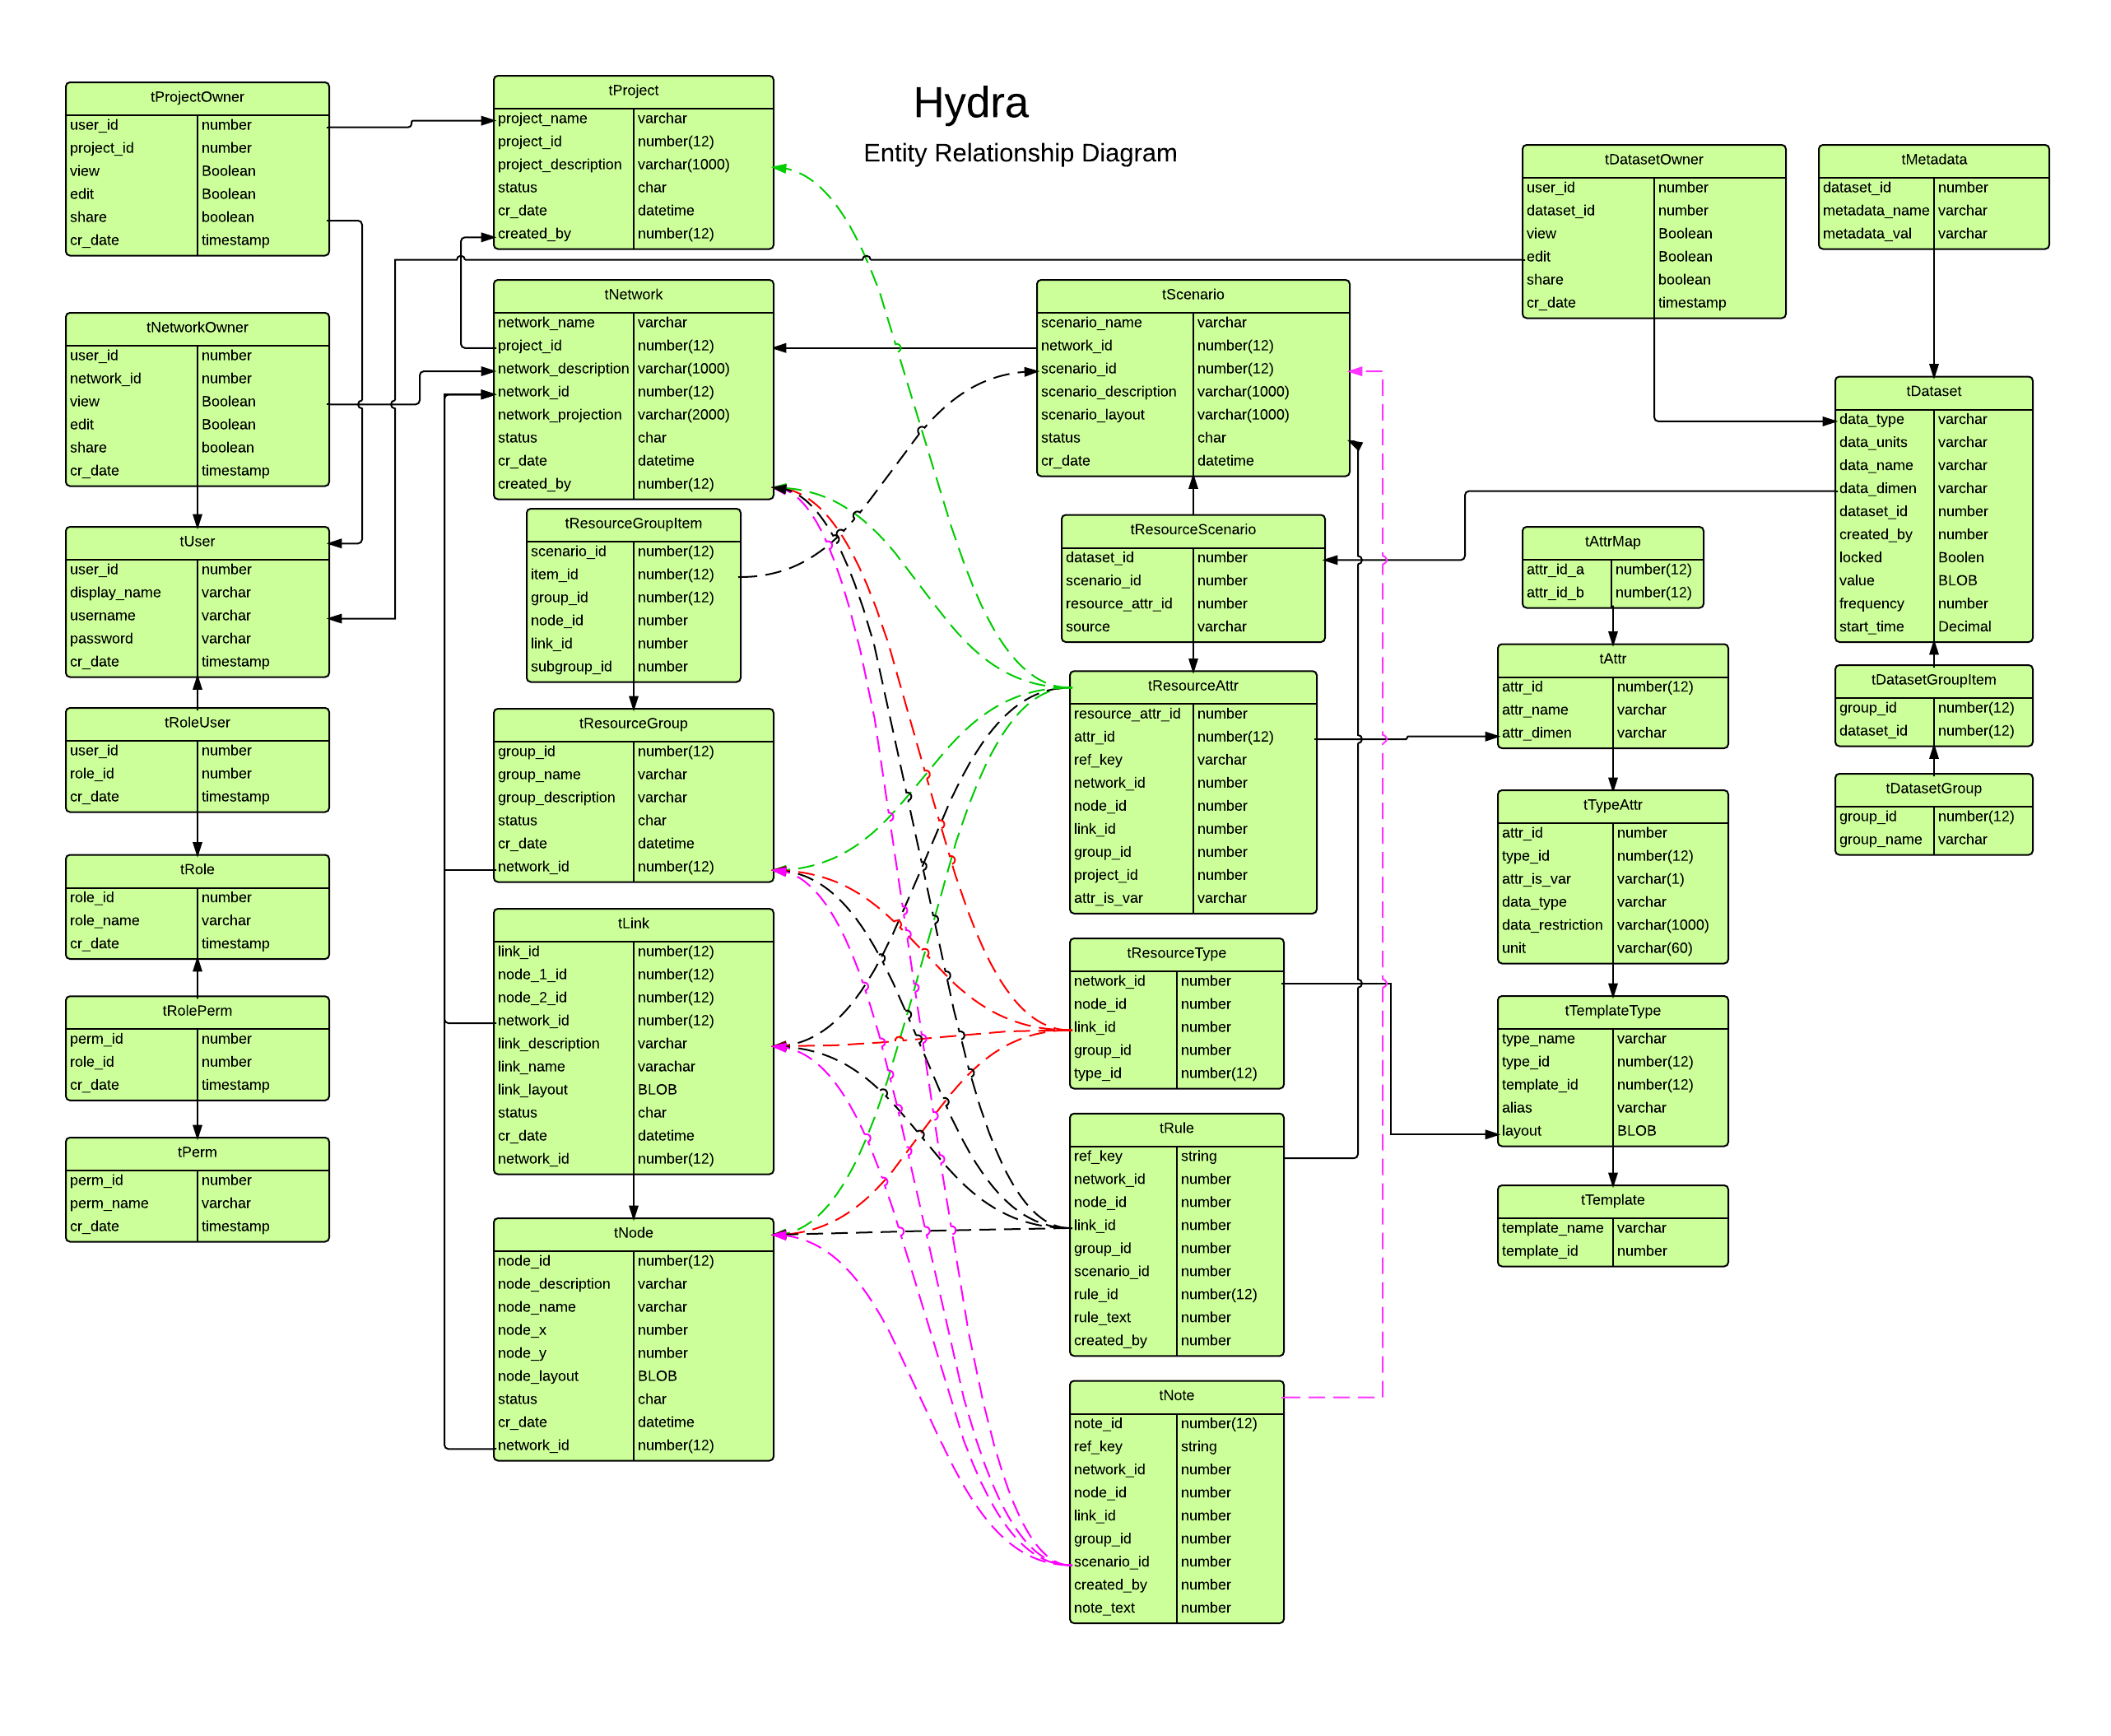 Hydra
Entity Relationship Diagram
tProjectOwner
user_id number
project_id number
view Boolean
edit Boolean
share boolean
cr_date timestamp
tNetworkOwner
user_id number
network_id number
view Boolean
edit Boolean
share boolean
cr_date timestamp
tUser
user_id number
display_name varchar
username varchar
password varchar
cr_date timestamp
tRoleUser
user_id number
role_id number
cr_date timestamp
tRole
role_id number
role_name varchar
cr_date timestamp
tRolePerm
perm_id number
role_id number
cr_date timestamp
tPerm
perm_id number
perm_name varchar
cr_date timestamp
tProject
project_name varchar
project_id number(12)
project_description varchar(1000)
status char
cr_date datetime
created_by number(12)
tNetwork
network_name varchar
project_id number(12)
network_description varchar(1000)
network_id number(12)
network_projection varchar(2000)
status char
cr_date datetime
created_by number(12)
tResourceGroupItem
scenario_id number(12)
item_id number(12)
group_id number(12)
node_id number
link_id number
subgroup_id number
tResourceGroup
group_id number(12)
group_name varchar
group_description varchar
status char
cr_date datetime
network_id number(12)
tLink
link_id number(12)
node_1_id number(12)
node_2_id number(12)
network_id number(12)
link_description varchar
link_name varachar
link_layout BLOB
status char
cr_date datetime
network_id number(12)
tNode
node_id number(12)
node_description varchar
node_name varchar
node_x number
node_y number
node_layout BLOB
status char
cr_date datetime
network_id number(12)
tScenario
scenario_name varchar
network_id number(12)
scenario_id number(12)
scenario_description varchar(1000)
scenario_layout varchar(1000)
status char
cr_date datetime
tResourceScenario
dataset_id number
scenario_id number
resource_attr_id number
source varchar
tResourceAttr
resource_attr_id number
attr_id number(12)
ref_key varchar
network_id number
node_id number
link_id number
group_id number
project_id number
attr_is_var varchar
tResourceType
network_id number
node_id number
link_id number
group_id number
type_id number(12)
tRule
ref_key string
network_id number
node_id number
link_id number
group_id number
scenario_id number
rule_id number(12)
rule_text number
created_by number
tNote
note_id number(12)
ref_key string
network_id number
node_id number
link_id number
group_id number
scenario_id number
created_by number
note_text number
tDatasetOwner
user_id number
dataset_id number
view Boolean
edit Boolean
share boolean
cr_date timestamp
tAttrMap
attr_id_a number(12)
attr_id_b number(12)
tAttr
attr_id number(12)
attr_name varchar
attr_dimen varchar
tTypeAttr
attr_id number
type_id number(12)
attr_is_var varchar(1)
data_type varchar
data_restriction varchar(1000)
unit varchar(60)
tTemplateType
type_name varchar
type_id number(12)
template_id number(12)
alias varchar
layout BLOB
tTemplate
template_name varchar
template_id number
tMetadata
dataset_id number
metadata_name varchar
metadata_val varchar
tDataset
data_type varchar
data_units varchar
data_name varchar
data_dimen varchar
dataset_id number
created_by number
locked Boolen
value BLOB
frequency number
start_time Decimal
tDatasetGroupItem
group_id number(12)
dataset_id number(12)
tDatasetGroup
group_id number(12)
group_name varchar